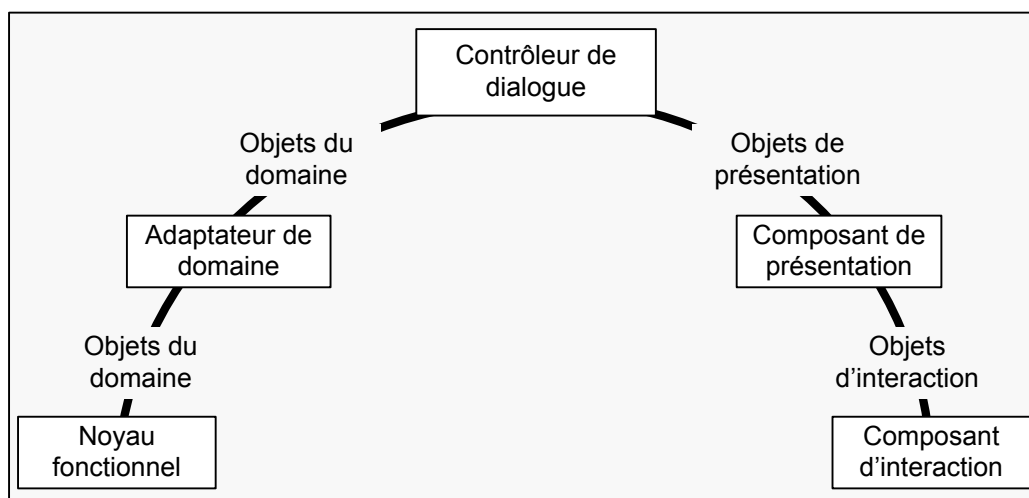 Contrôleur de
dialogue
Objets du
domaine
Objets de
présentation
Adaptateur de
domaine
Composant de
présentation
Objets du
domaine
Objets
d’interaction
Noyau
fonctionnel
Composant
d’interaction